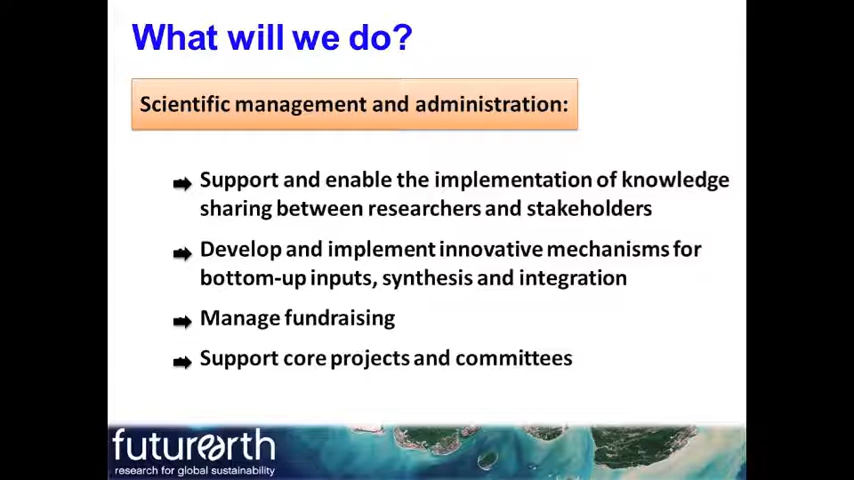 What will we do?
Scientific management and administration:
Support and enable the implementation of knowledge
sharing between researchers and stakeholders
Develop and implement innovative mechanisms for
bottom-up inputs, synthesis and integration
Manage fundraising
Support core projects and committees
futurearth
research for global sustainability